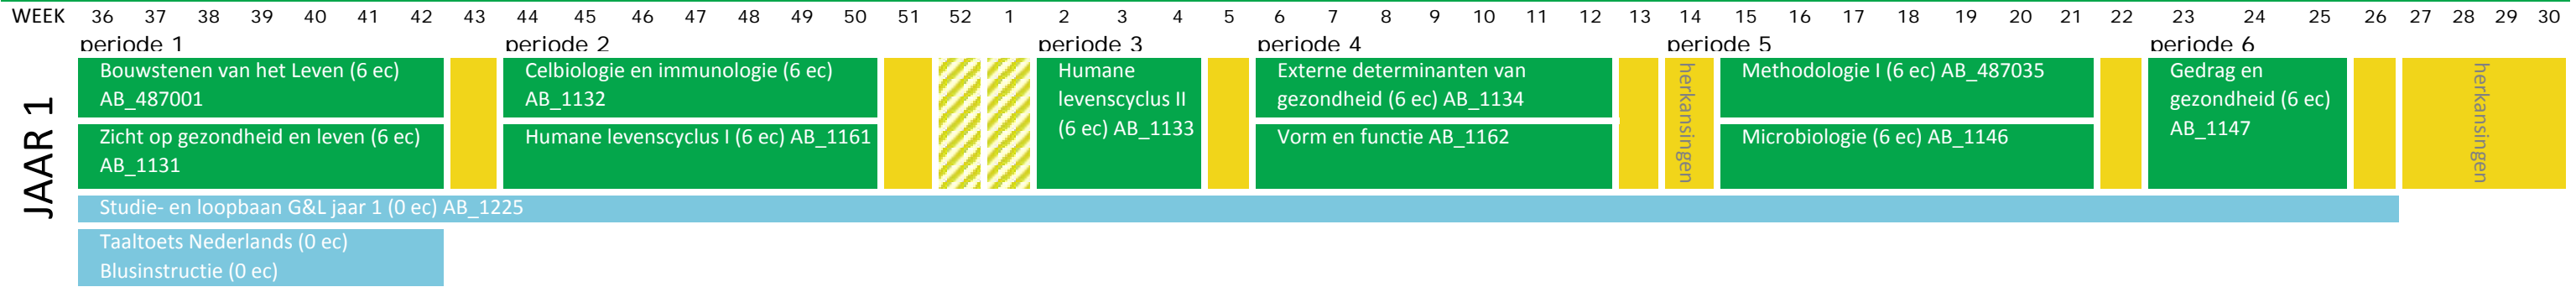 WEEK 36 37 38 39 40 41 42 43 44 45 46 47 48 49 50 51 52 1 2 3 4 5 6 7 8 9 10 11 12 13 14 15 16 17 18 19 20 21 22 23 24 25 26 27 28 29 30
periode 1 periode 2 periode 3 periode 4 periode 5 periode 6
JAAR 1
Bouwstenen van het Leven (6 ec)
AB_487001
Zicht op gezondheid en leven (6 ec)
AB_1131
Celbiologie en immunologie (6 ec)
AB_1132
Humane levenscyclus I (6 ec) AB_1161
Humane
levenscyclus II
(6 ec) AB_1133
Externe determinanten van
gezondheid (6 ec) AB_1134
Vorm en functie AB_1162
herkansingen
Methodologie I (6 ec) AB_487035
Microbiologie (6 ec) AB_1146
Gedrag en
gezondheid (6 ec)
AB_1147
herkansingen
Studie- en loopbaan G&L jaar 1 (0 ec) AB_1225
Taaltoets Nederlands (0 ec)
Blusinstructie (0 ec)